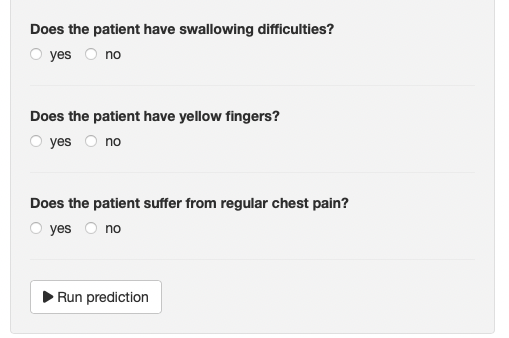 Does the patient have swallowing difficulties?
yes no
Does the patient have yellow fingers?
yes no
Does the patient suffer from regular chest pain?
yes no
Run prediction